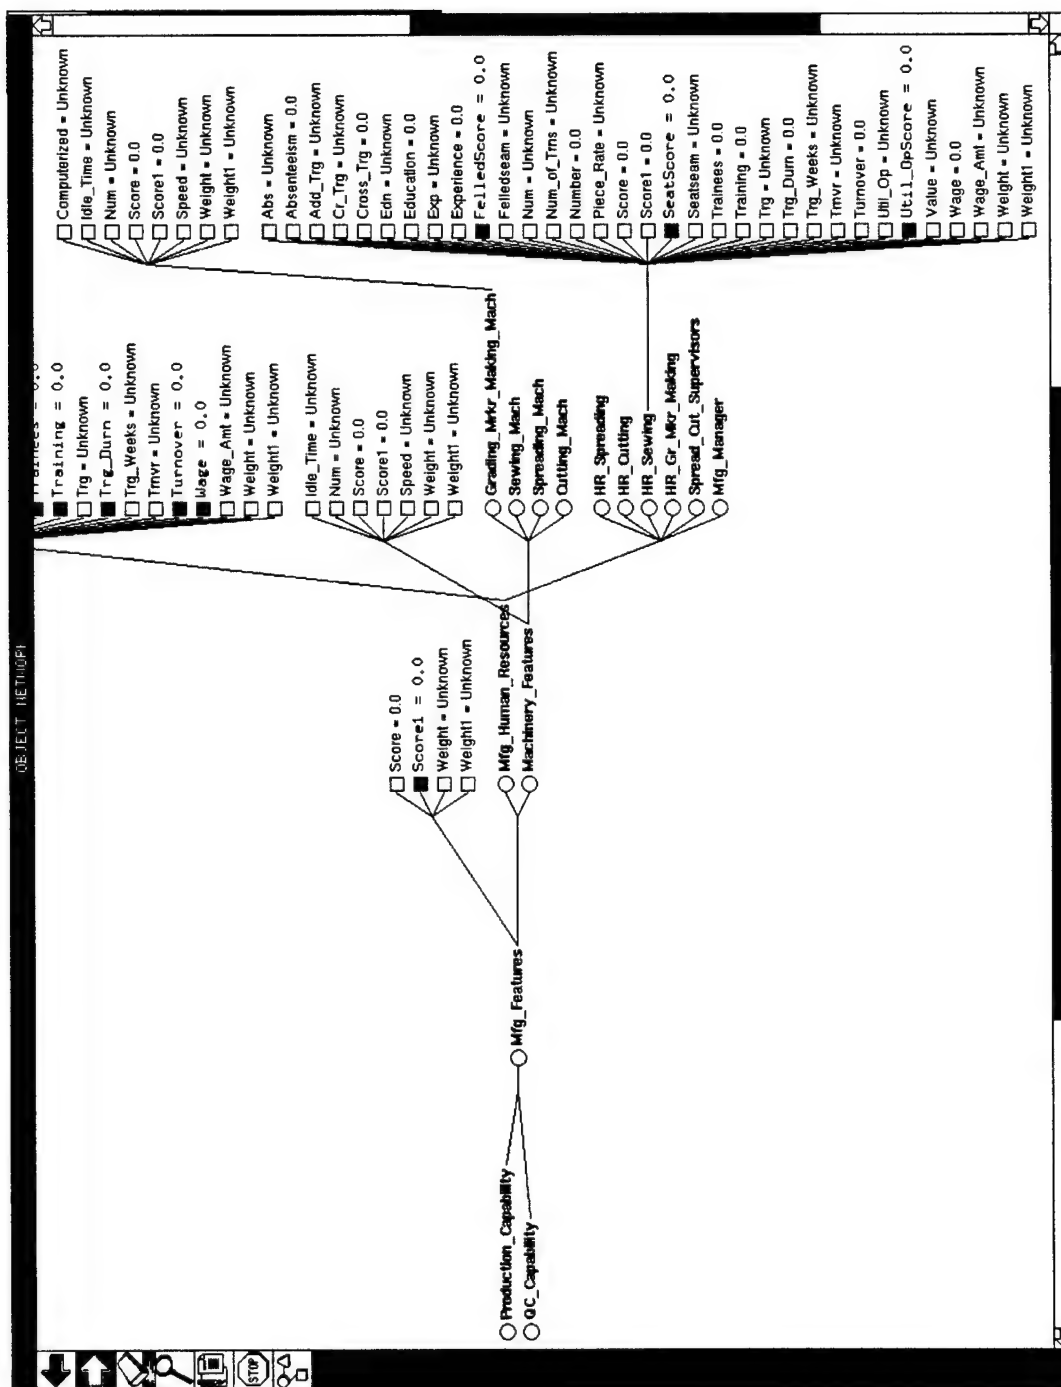 OBJECT NETWORK
Production_Capability
QC_Capability
Mfg_Features
Score = 0.0
Score1 = 0.0
Weight = Unknown
Weight1 = Unknown
Mfg_Human_Resources
Machinery_Features
Trainees = 0.0
Training = 0.0
Trg = Unknown
Trg_Durn = 0.0
Trg_Weeks = Unknown
Trnvr = Unknown
Turnover = 0.0
Wage = 0.0
Wage_Amt = Unknown
Weight = Unknown
Weight1 = Unknown
Idle_Time = Unknown
Num = Unknown
Score = 0.0
Score1 = 0.0
Speed = Unknown
Weight = Unknown
Weight1 = Unknown
Grading_Mrkr_Making_Mach
Sewing_Mach
Spreading_Mach
Cutting_Mach
HR_Spreading
HR_Cutting
HR_Sewing
HR_Gr_Mkr_Making
Spread_Cut_Supervisors
Mfg_Manager
Computerized = Unknown
Idle_Time = Unknown
Num = Unknown
Score = 0.0
Score1 = 0.0
Speed = Unknown
Weight = Unknown
Weight1 = Unknown
Abs = Unknown
Absenteeism = 0.0
Add_Trg = Unknown
Cr_Trg = Unknown
Cross_Trg = 0.0
Edn = Unknown
Education = 0.0
Exp = Unknown
Experience = 0.0
FelledScore = 0.0
Felledseam = Unknown
Num = Unknown
Num_of_Trns = Unknown
Number = 0.0
Piece_Rate = Unknown
Score = 0.0
Score1 = 0.0
SeatScore = 0.0
Seatseam = Unknown
Trainees = 0.0
Training = 0.0
Trg = Unknown
Trg_Durn = 0.0
Trg_Weeks = Unknown
Trnvr = Unknown
Turnover = 0.0
Util_Op = Unknown
Util_OpScore = 0.0
Value = Unknown
Wage = 0.0
Wage_Amt = Unknown
Weight = Unknown
Weight1 = Unknown
STOP